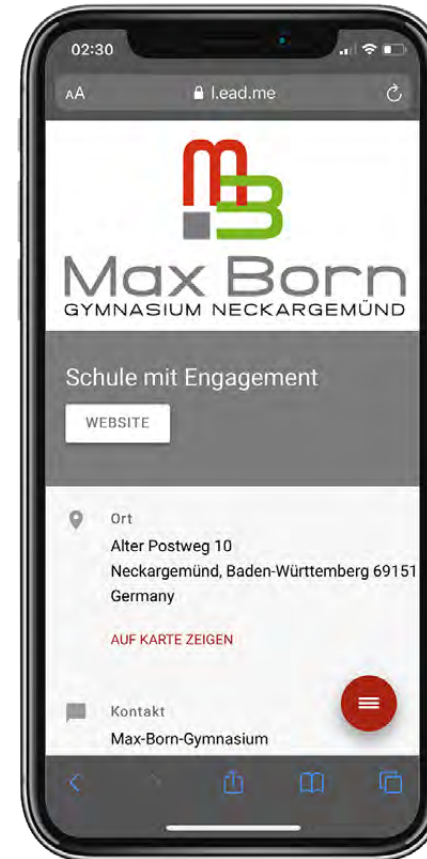 02:30
AA l.ead.me
MB
Max Born
GYMNASIUM NECKARGEMÜND
Schule mit Engagement
WEBSITE
Ort
Alter Postweg 10
Neckargemünd, Baden-Württemberg 69151
Germany
AUF KARTE ZEIGEN
Kontakt
Max-Born-Gymnasium